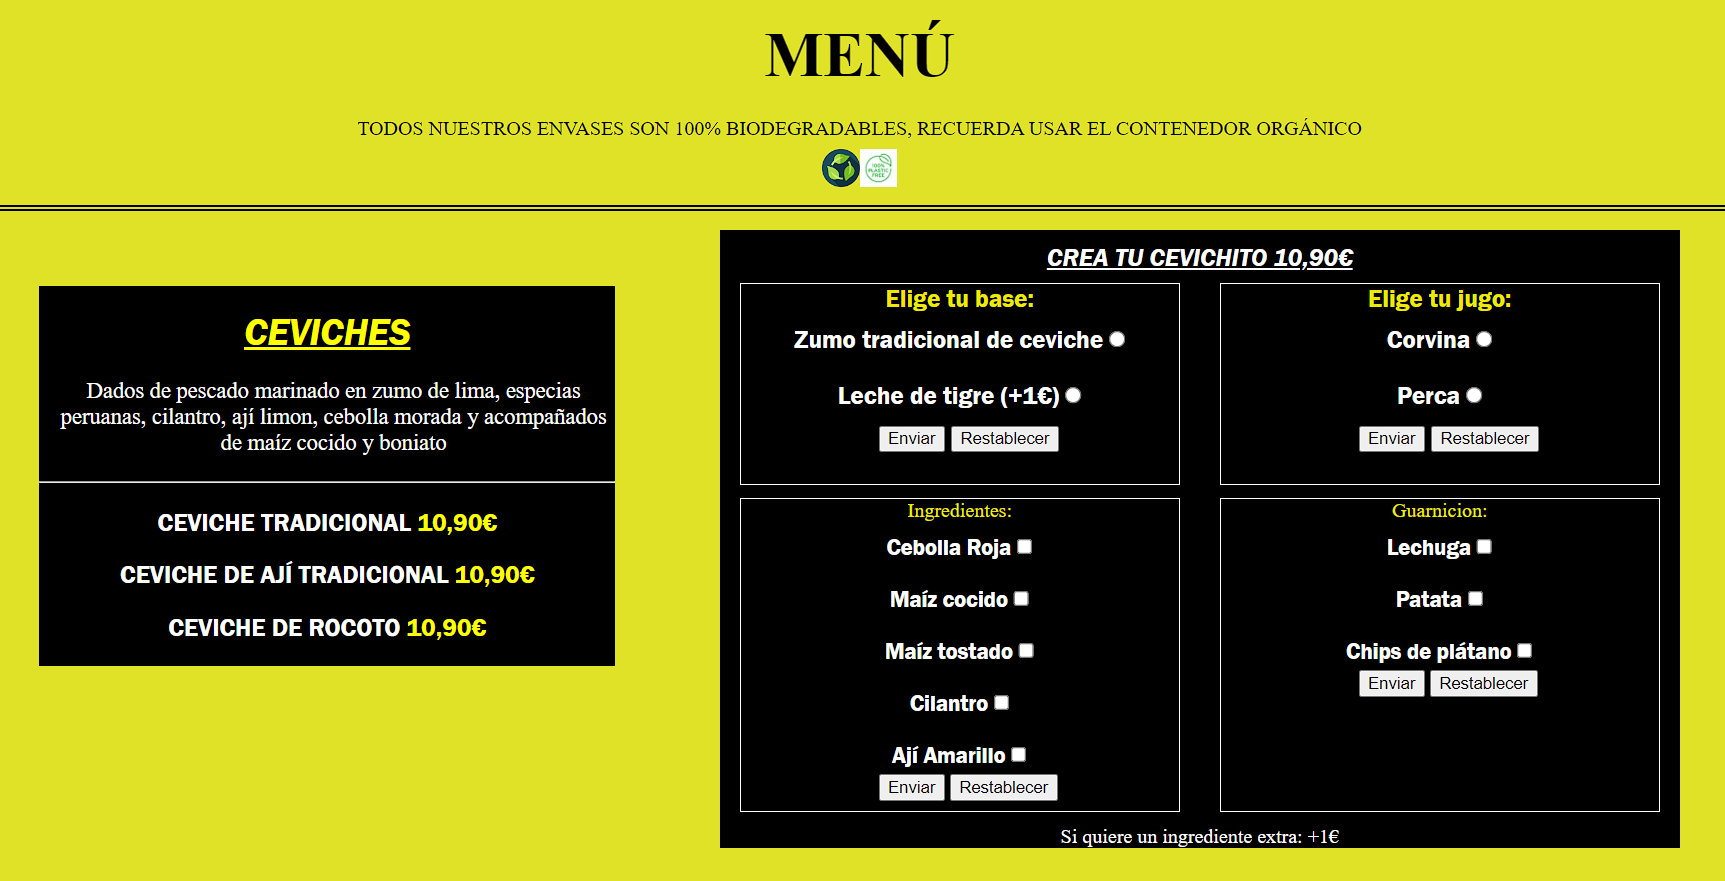 MENÚ
TODOS NUESTROS ENVASES SON 100% BIODEGRADABLES, RECUERDA USAR EL CONTENEDOR ORGÁNICO
100%
PLASTIC
FREE
CEVICHES
Dados de pescado marinado en zumo de lima, especias
peruanas, cilantro, ají limon, cebolla morada y acompañados
de maíz cocido y boniato
CEVICHE TRADICIONAL 10,90€
CEVICHE DE AJÍ TRADICIONAL 10,90€
CEVICHE DE ROCOTO 10,90€
CREA TU CEVICHITO 10,90€
Elige tu base:
Zumo tradicional de ceviche
Leche de tigre (+1€)
Enviar Restablecer
Elige tu jugo:
Corvina
Perca
Enviar Restablecer
Ingredientes:
Cebolla Roja
Maíz cocido
Maíz tostado
Cilantro
Ají Amarillo
Enviar Restablecer
Guarnicion:
Lechuga
Patata
Chips de plátano
Enviar Restablecer
Si quiere un ingrediente extra: +1€